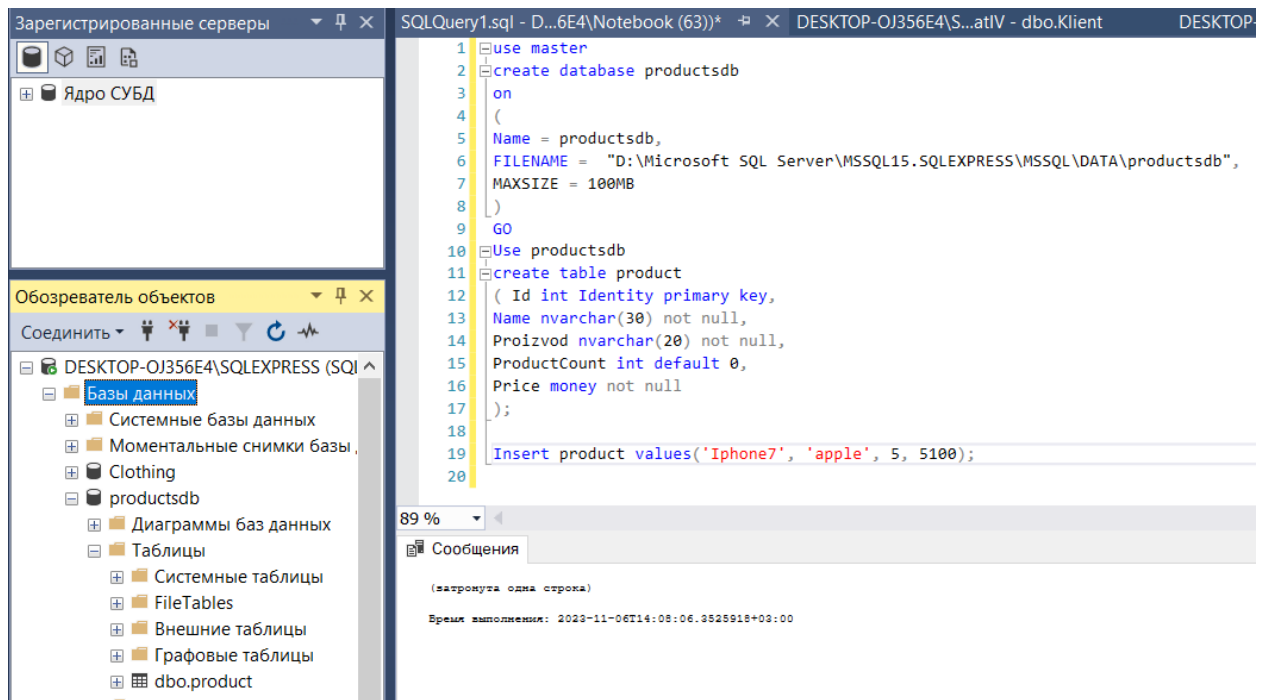 Зарегистрированные серверы
Ядро СУБД
Обозреватель объектов
Соединить
DESKTOP-OJ356E4\SQLEXPRESS (SQl
Базы данных
Системные базы данных
Моментальные снимки базы
Clothing
productsdb
Диаграммы баз данных
Таблицы
Системные таблицы
FileTables
Внешние таблицы
Графовые таблицы
dbo.product
SQLQuery1.sql - D...6E4\Notebook (63))* DESKTOP-OJ356E4\S...atIV - dbo.Klient DESKTOP-
1 use master
2 create database productsdb
3 on
4 (
5 Name = productsdb,
6 FILENAME = "D:\Microsoft SQL Server\MSSQL15.SQLEXPRESS\MSSQL\DATA\productsdb",
7 MAXSIZE = 100MB
8 )
9 GO
10 Use productsdb
11 create table product
12 ( Id int Identity primary key,
13 Name nvarchar(30) not null,
14 Proizvod nvarchar(20) not null,
15 ProductCount int default 0,
16 Price money not null
17 );
18
19 Insert product values('Iphone7', 'apple', 5, 5100);
20
89 %
Сообщения
(затронута одна строка)
Время выполнения: 2023-11-06T14:08:06.3525918+03:00